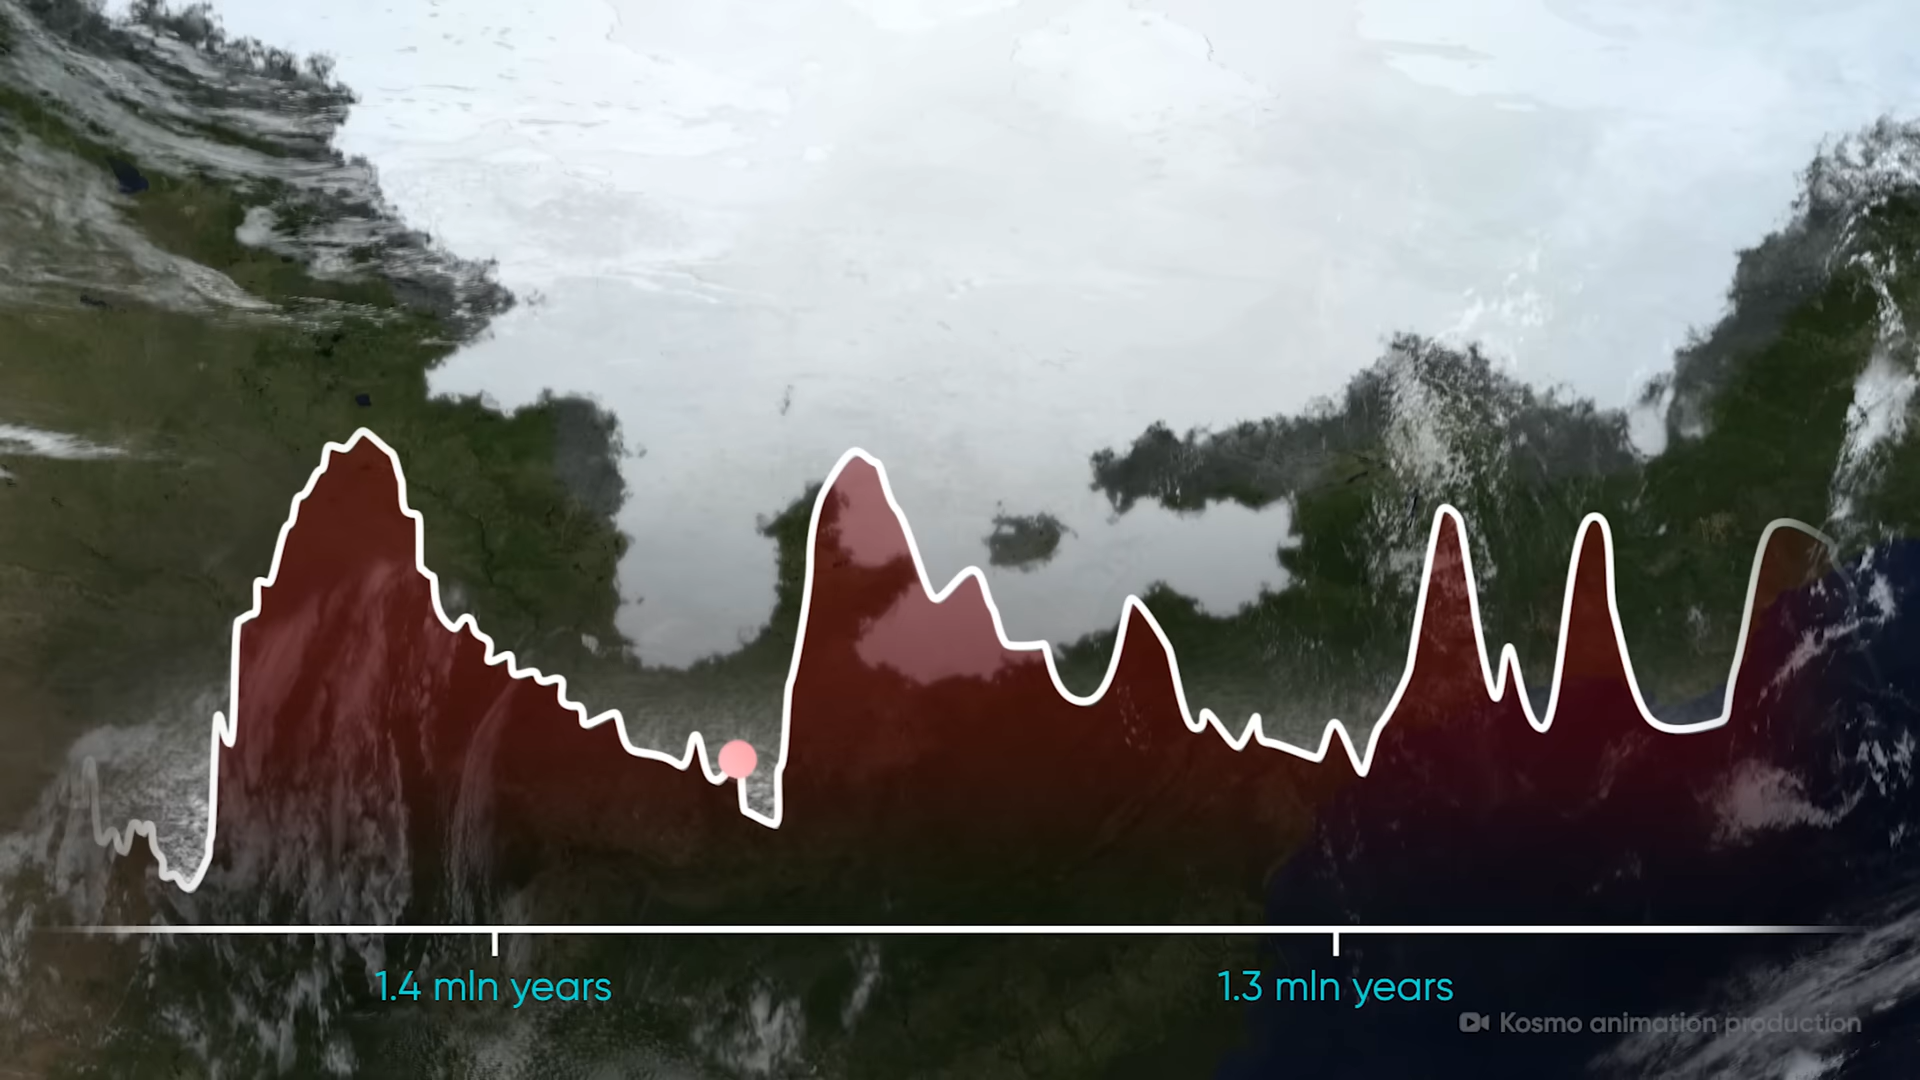 1.4 mln years
1.3 mln years
Kosmo animation production